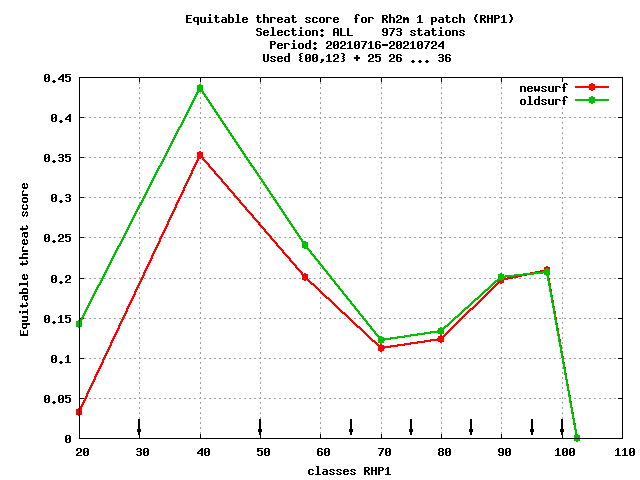 Equitable threat score  for Rh2m 1 patch (RHP1)
Selection: ALL    973 stations
Period: 20210716-20210724
Used {00,12} + 25 26 ... 36
newsurf
oldsurf
Equitable threat score
0.45
0.4
0.35
0.3
0.25
0.2
0.15
0.1
0.05
0
20 30 40 50 60 70 80 90 100 110
classes RHP1